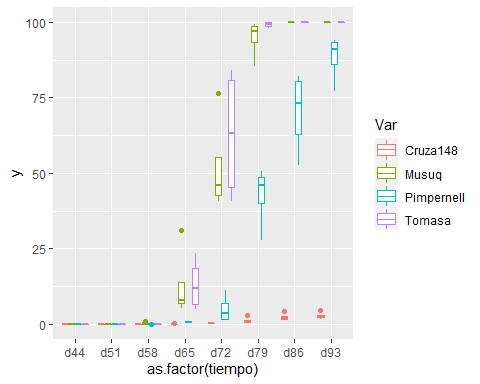 100
75
50
25
0
y
d44 d51 d58 d65 d72 d79 d86 d93
as.factor(tiempo)
Var
Cruza148
Musuq
Pimpernell
Tomasa